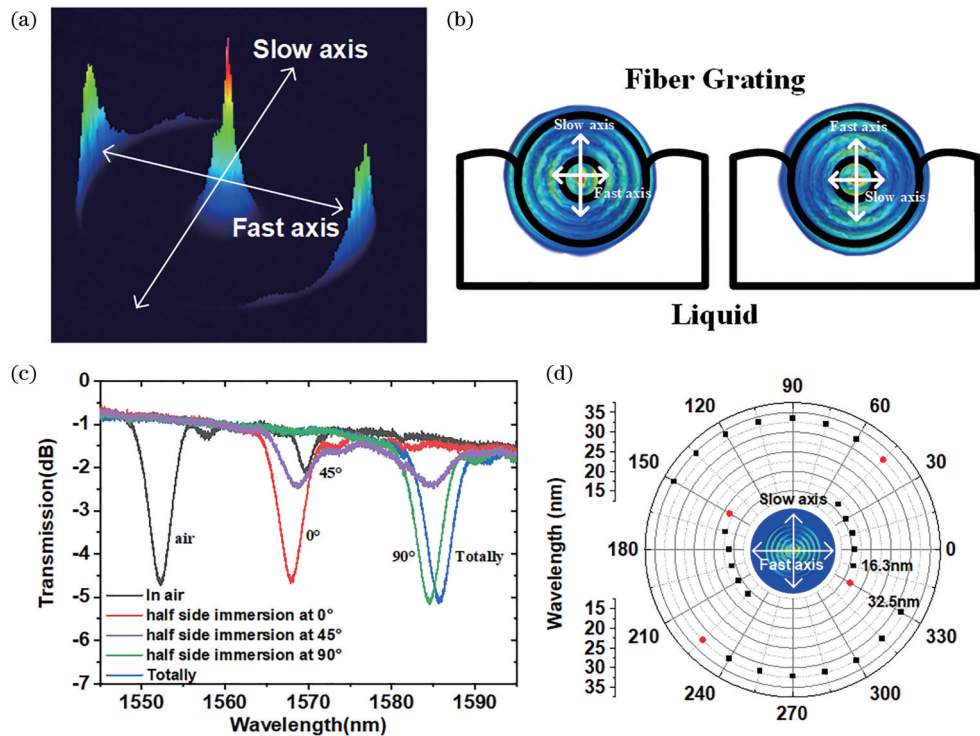 (a)
Slow axis
Fast axis
(b)
Fiber Grating
Slow axis
Fast axis
Fast axis
Slow axis
Liquid
(c)
Transmission(dB)
0
-1
-2
-3
-4
-5
-6
-7
1550
1560
1570
1580
1590
Wavelength(nm)
air
0°
45°
90°
Totally
In air
half side immersion at 0°
half side immersion at 45°
half side immersion at 90°
Totally
(d)
Wavelength (nm)
35
30
25
20
15
15
20
25
30
35
90
60
30
0
330
300
270
240
210
180
150
120
Slow axis
Fast axis
16.3nm
32.5nm